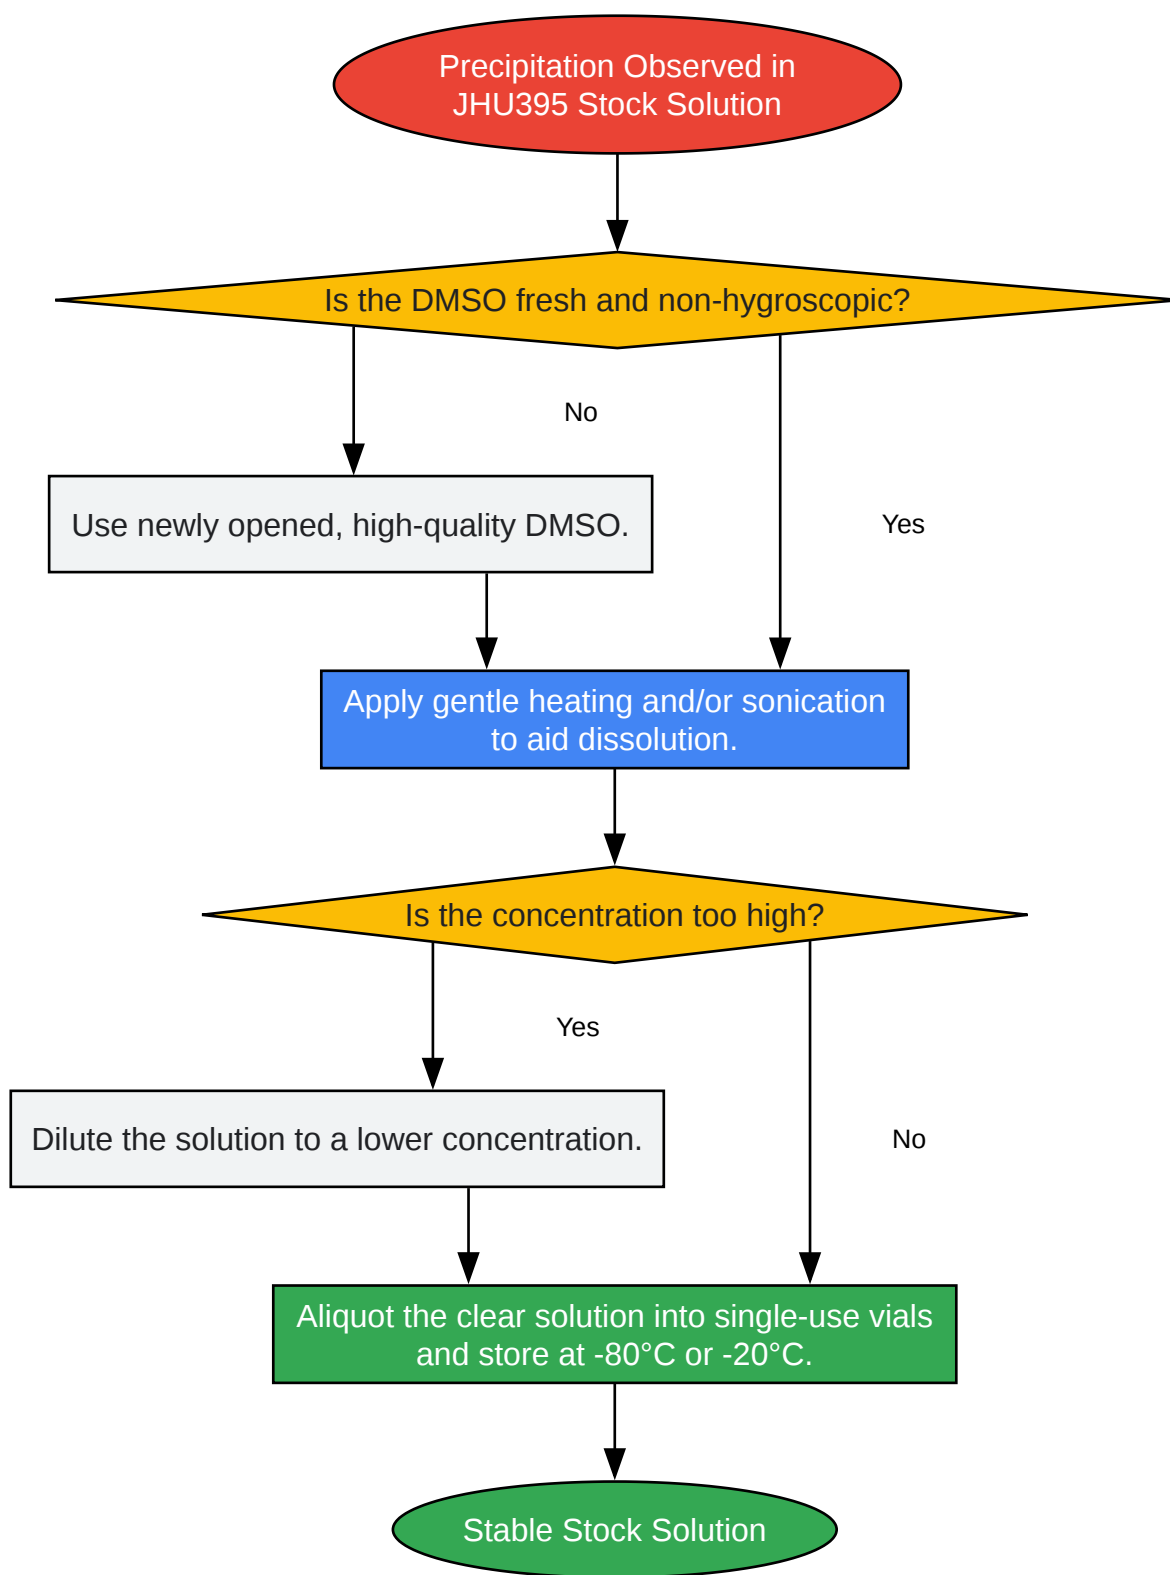 Precipitation Observed in
JHU395 Stock Solution
Is the DMSO fresh and non-hygroscopic?
No
Use newly opened, high-quality DMSO.
Yes
Apply gentle heating and/or sonication
to aid dissolution.
Is the concentration too high?
Yes
Dilute the solution to a lower concentration.
No
Aliquot the clear solution into single-use vials
and store at -80°C or -20°C.
Stable Stock Solution